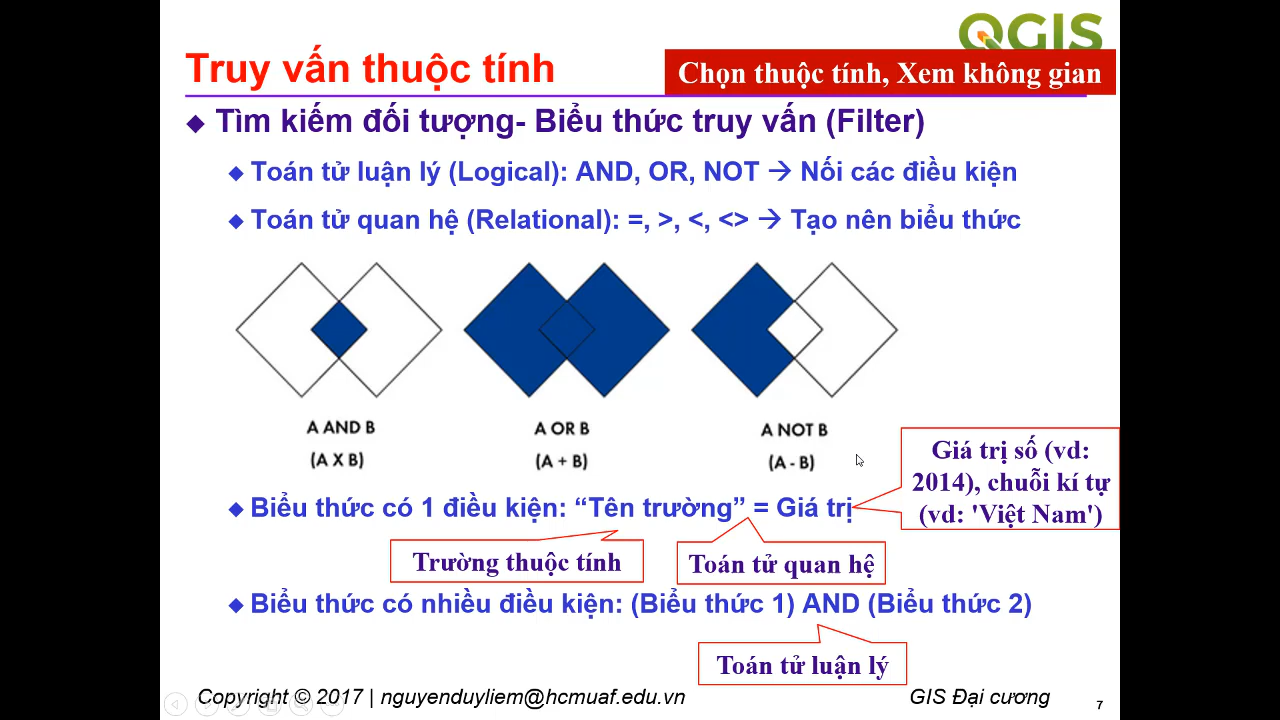 QGIS
Truy vấn thuộc tính
Chọn thuộc tính, Xem không gian
Tìm kiếm đối tượng- Biểu thức truy vấn (Filter)
Toán tử luận lý (Logical): AND, OR, NOT → Nối các điều kiện
Toán tử quan hệ (Relational): =, >, <, <> → Tạo nên biểu thức
A AND B
(A X B)
A OR B
(A + B)
A NOT B
(A - B)
Giá trị số (vd:
2014), chuỗi kí tự
(vd: 'Việt Nam')
Biểu thức có 1 điều kiện: “Tên trường” = Giá trị
Trường thuộc tính
Toán tử quan hệ
Biểu thức có nhiều điều kiện: (Biểu thức 1) AND (Biểu thức 2)
Toán tử luận lý
Copyright © 2017 | nguyenduyliem@hcmuaf.edu.vn
GIS Đại cương
7